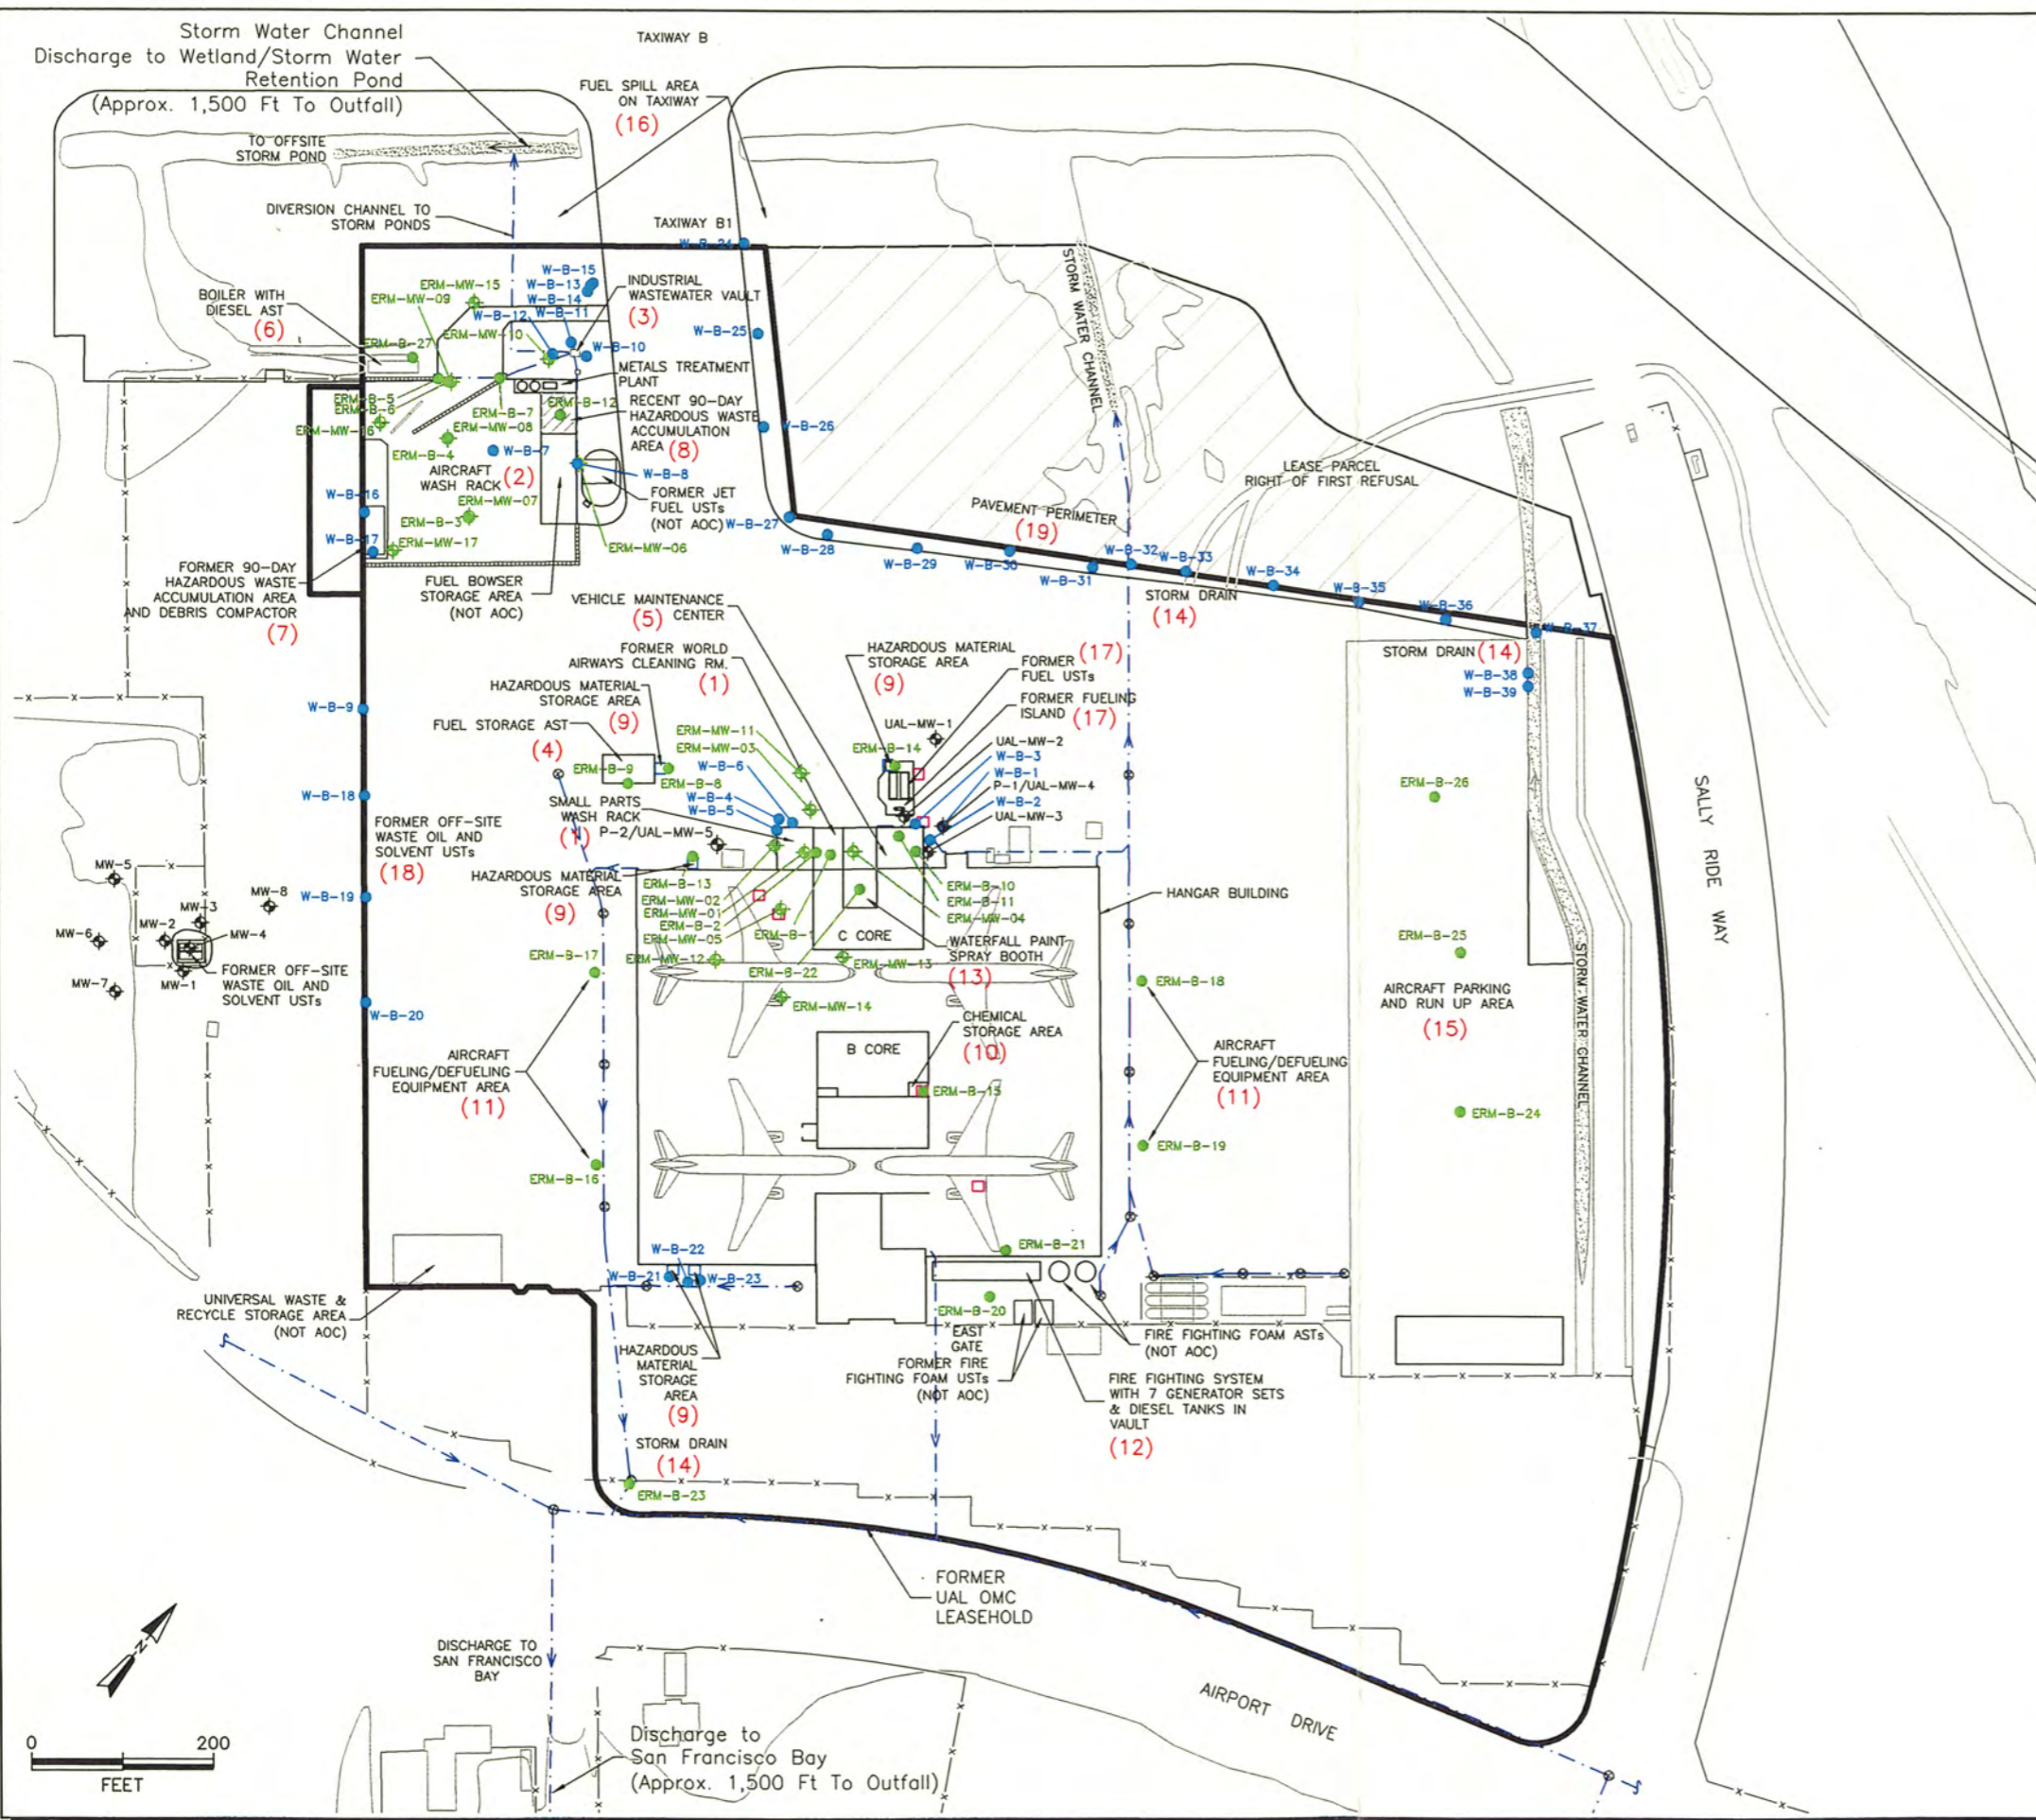 Storm Water Channel
Discharge to Wetland/Storm Water
Retention Pond
(Approx. 1,500 Ft To Outfall)
TAXIWAY B
FUEL SPILL AREA
ON TAXIWAY
(16)
TO OFFSITE
STORM POND
DIVERSION CHANNEL TO
STORM PONDS
TAXIWAY B1
W-B-24
BOILER WITH
DIESEL AST
(6)
ERM-MW-15
ERM-MW-09
W-B-15
W-B-13
W-B-14
W-B-12
W-B-11
INDUSTRIAL
WASTEWATER VAULT
(3)
ERM-MW-10
ERM-B-27
W-B-10
W-B-25
STORM WATER CHANNEL
METALS TREATMENT
PLANT
ERM-B-5
ERM-B-6
ERM-MW-16
ERM-B-7
ERM-MW-08
ERM-B-12
RECENT 90-DAY
HAZARDOUS WASTE
ACCUMULATION
AREA (8)
W-B-26
ERM-B-4
W-B-7
AIRCRAFT
WASH RACK (2)
W-B-8
FORMER JET
FUEL USTs
(NOT AOC)
W-B-16
ERM-MW-07
ERM-B-3
W-B-17
ERM-MW-17
ERM-MW-06
W-B-27
W-B-28
LEASE PARCEL
RIGHT OF FIRST REFUSAL
PAVEMENT PERIMETER
(19)
W-B-29
W-B-30
W-B-31
W-B-32
W-B-33
W-B-34
W-B-35
W-B-36
W-B-37
FORMER 90-DAY
HAZARDOUS WASTE
ACCUMULATION AREA
AND DEBRIS COMPACTOR
(7)
FUEL BOWSER
STORAGE AREA
(NOT AOC)
VEHICLE MAINTENANCE
(5) CENTER
STORM DRAIN
(14)
STORM DRAIN (14)
W-B-38
W-B-39
FORMER WORLD
AIRWAYS CLEANING RM.
(1)
HAZARDOUS MATERIAL
STORAGE AREA
(9)
FORMER (17)
FUEL USTs
FORMER FUELING
ISLAND (17)
HAZARDOUS MATERIAL
STORAGE AREA
(9)
W-B-9
FUEL STORAGE AST
(4)
ERM-MW-11
ERM-MW-03
W-B-6
UAL-MW-1
UAL-MW-2
W-B-3
W-B-1
P-1/UAL-MW-4
W-B-2
UAL-MW-3
ERM-B-14
ERM-B-9
ERM-B-8
W-B-4
W-B-5
SMALL PARTS
WASH RACK
(1)
P-2/UAL-MW-5
W-B-18
FORMER OFF-SITE
WASTE OIL AND
SOLVENT USTs
(18)
ERM-B-26
SALLY RIDE WAY
HAZARDOUS MATERIAL
STORAGE AREA
(9)
ERM-B-13
ERM-MW-02
ERM-MW-01
ERM-B-2
ERM-MW-05
ERM-B-1
ERM-B-10
ERM-B-11
ERM-MW-04
HANGAR BUILDING
MW-5
MW-8
MW-3
MW-2
MW-4
MW-6
MW-1
MW-7
W-B-19
FORMER OFF-SITE
WASTE OIL AND
SOLVENT USTs
W-B-20
C CORE
WATERFALL PAINT
SPRAY BOOTH
(13)
ERM-B-17
ERM-MW-12
ERM-B-22
ERM-MW-13
ERM-MW-14
ERM-B-18
ERM-B-25
AIRCRAFT PARKING
AND RUN UP AREA
(15)
STORM WATER CHANNEL
CHEMICAL
STORAGE AREA
(10)
B CORE
AIRCRAFT
FUELING/DEFUELING
EQUIPMENT AREA
(11)
AIRCRAFT
FUELING/DEFUELING
EQUIPMENT AREA
(11)
ERM-B-15
ERM-B-24
ERM-B-19
ERM-B-16
W-B-22
W-B-21
W-B-23
ERM-B-21
ERM-B-20
UNIVERSAL WASTE &
RECYCLE STORAGE AREA
(NOT AOC)
HAZARDOUS
MATERIAL
STORAGE
AREA
(9)
EAST
GATE
FORMER FIRE
FIGHTING FOAM USTs
(NOT AOC)
FIRE FIGHTING FOAM ASTs
(NOT AOC)
FIRE FIGHTING SYSTEM
WITH 7 GENERATOR SETS
& DIESEL TANKS IN
VAULT
(12)
STORM DRAIN
(14)
ERM-B-23
FORMER
UAL OMC
LEASEHOLD
N
DISCHARGE TO
SAN FRANCISCO
BAY
AIRPORT DRIVE
Discharge to
San Francisco Bay
(Approx. 1,500 Ft To Outfall)
0 200
FEET